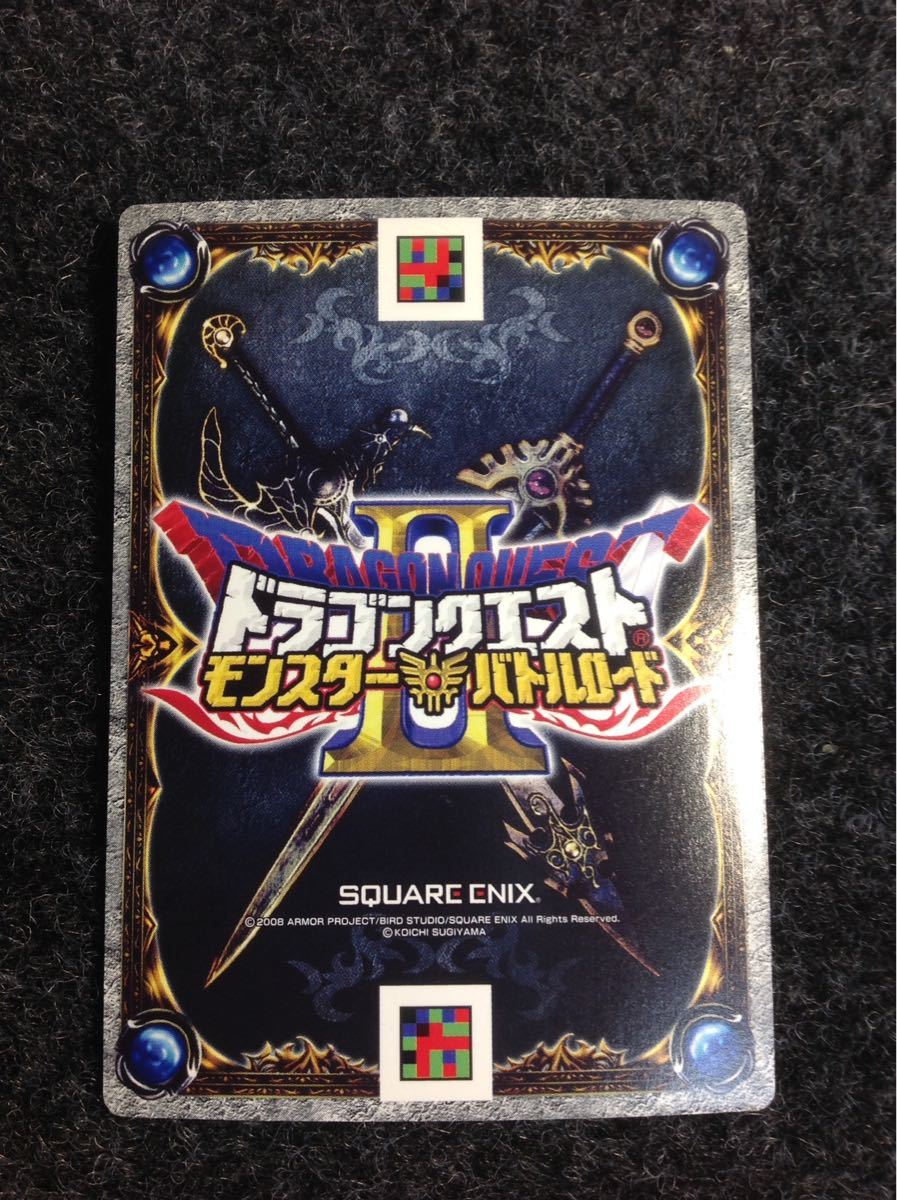 DRAGON QUEST
II
ドラゴンクエスト®
モンスターバトルロード
SQUARE ENIX®
©2008 ARMOR PROJECT/BIRD STUDIO/SQUARE ENIX All Rights Reserved.
©KOICHI SUGIYAMA